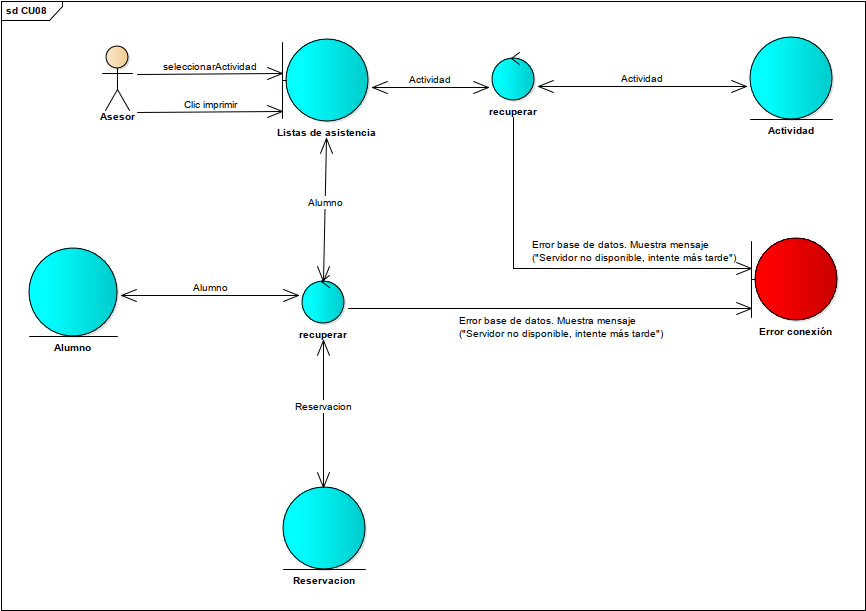 sd CU08
seleccionarActividad
Clic imprimir
Asesor
Listas de asistencia
Actividad
recuperar
Actividad
Actividad
Alumno
Error base de datos. Muestra mensaje
("Servidor no disponible, intente más tarde")
Error conexión
Alumno
Alumno
recuperar
Error base de datos. Muestra mensaje
("Servidor no disponible, intente más tarde")
Reservacion
Reservacion